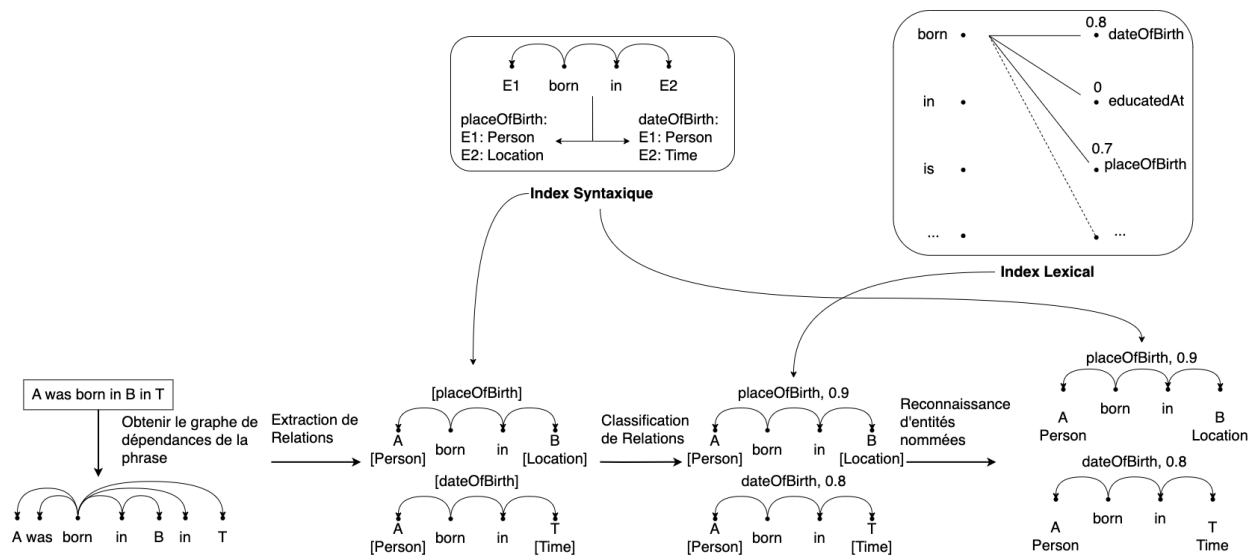 E1 born in E2
placeOfBirth: dateOfBirth:
E1: Person E1: Person
E2: Location E2: Time
Index Syntaxique
born 0.8 dateOfBirth
in 0 educatedAt
is 0.7 placeOfBirth
... ...
Index Lexical
A was born in B in T
Obtenir le graphe de
dépendances de la
phrase
A was born in B in T
Extraction de
Relations
[placeOfBirth]
A born in B
[Person] [Location]
[dateOfBirth]
A born in T
[Person] [Time]
Classification
de Relations
placeOfBirth, 0.9
A born in B
[Person] [Location]
dateOfBirth, 0.8
A born in T
[Person] [Time]
Reconnaissance
d'entités
nommées
placeOfBirth, 0.9
A born in B
Person Location
dateOfBirth, 0.8
A born in T
Person Time